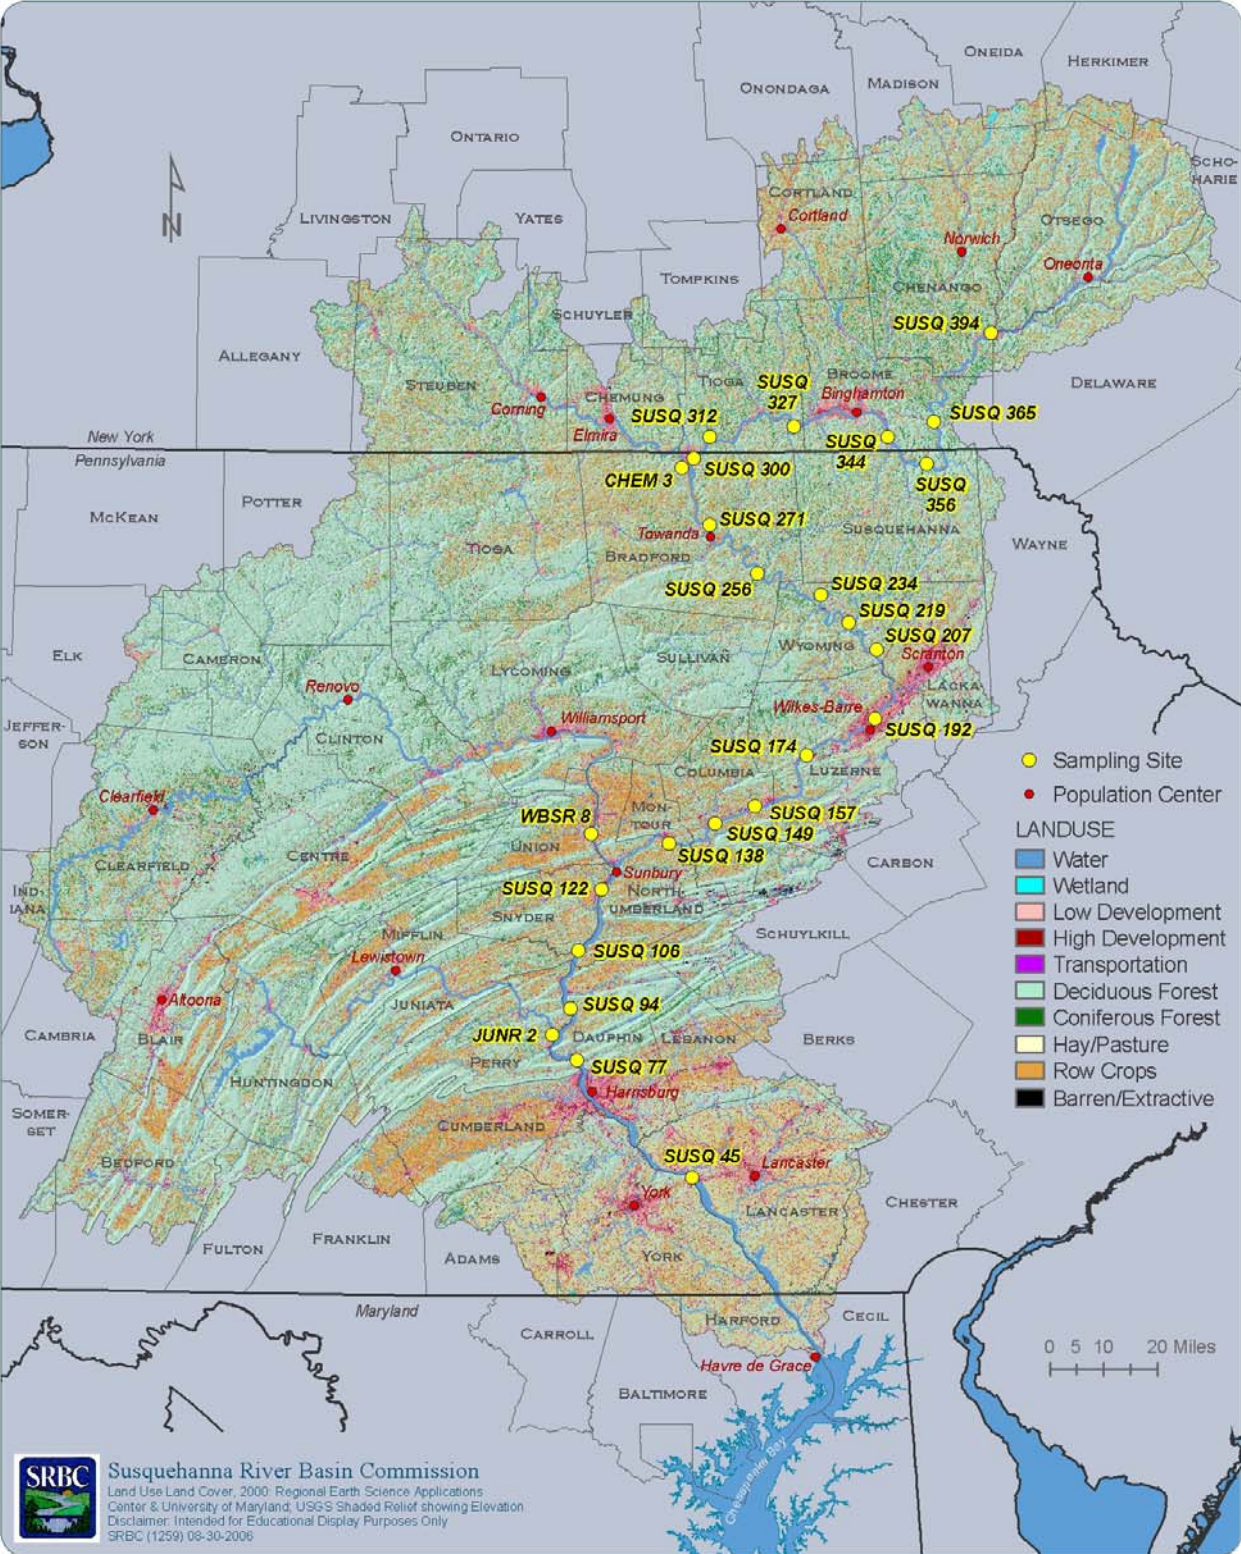 ONEIDA
HERKIMER
MADISON
ONONDAGA
ONTARIO
SCHO-
HARIE
CORTLAND
LIVINGSTON
YATES
Cortland
OTSEGO
Norwich
Oneonta
TOMPKINS
CHENANGO
SCHUYLER
SUSQ 394
ALLEGANY
STEUBEN
TIOGA
SUSQ
327
BROOME
DELAWARE
CHEMUNG
Binghamton
Corning
SUSQ 312
SUSQ 365
Elmira
New York
SUSQ
344
Pennsylvania
CHEM 3
SUSQ 300
SUSQ
356
POTTER
McKEAN
SUSQ 271
Towanda
SUSQUEHANNA
WAYNE
TIOGA
BRADFORD
SUSQ 256
SUSQ 234
SUSQ 219
SUSQ 207
ELK
CAMERON
SULLIVAN
WYOMING
Scranton
LYCOMING
Renovo
LACKA
WANNA
Wilkes-Barre
Williamsport
JEFFER-
SON
CLINTON
SUSQ 192
SUSQ 174
Sampling Site
COLUMBIA
LUZERNE
Clearfield
Population Center
MON-
TOUR
WBSR 8
SUSQ 157
SUSQ 149
LANDUSE
UNION
SUSQ 138
CENTRE
Water
CLEARFIELD
CARBON
Sunbury
Wetland
IND-
IANA
SUSQ 122
NORTH-
UMBERLAND
Low Development
SNYDER
SCHUYLKILL
High Development
MIFFLIN
SUSQ 106
Lewistown
Transportation
Altoona
JUNIATA
SUSQ 94
Deciduous Forest
CAMBRIA
BLAIR
JUNR 2
DAUPHIN
LEBANON
BERKS
Coniferous Forest
PERRY
SUSQ 77
Hay/Pasture
HUNTINGDON
Harrisburg
Row Crops
SOMER-
SET
CUMBERLAND
Barren/Extractive
BEDFORD
SUSQ 45
Lancaster
York
LANCASTER
CHESTER
FULTON
FRANKLIN
ADAMS
YORK
Maryland
HARFORD
CECIL
CARROLL
0 5 10 20 Miles
Havre de Grace
BALTIMORE
Chesapeake Bay
SRBC
Susquehanna River Basin Commission
Land Use Land Cover, 2000: Regional Earth Science Applications
Center & University of Maryland; USGS Shaded Relief showing Elevation
Disclaimer: Intended for Educational Display Purposes Only
SRBC (1259) 08-30-2006
N